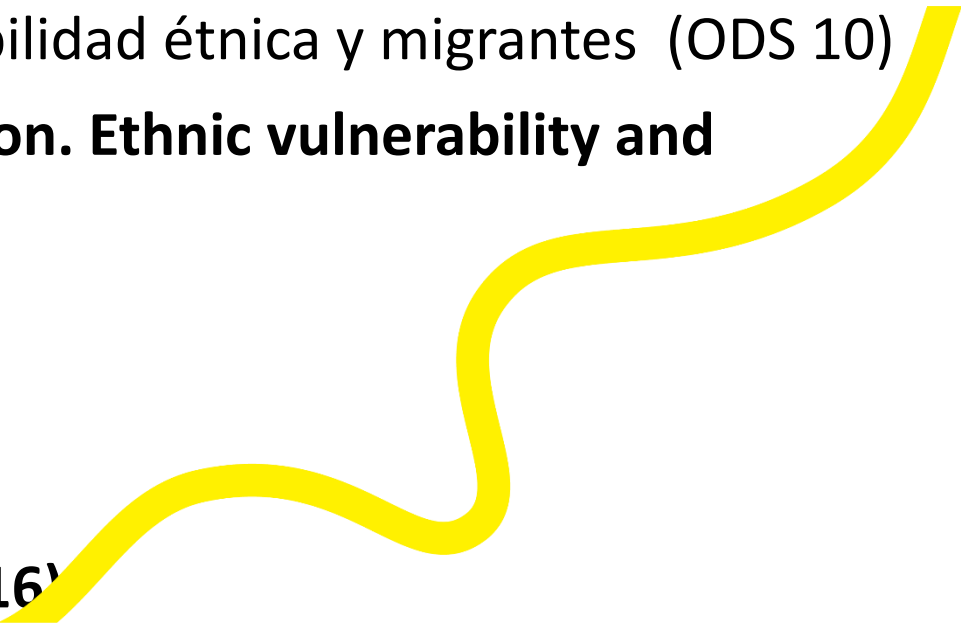 bilidad étnica y migrantes (ODS 10)
on. Ethnic vulnerability and
16)